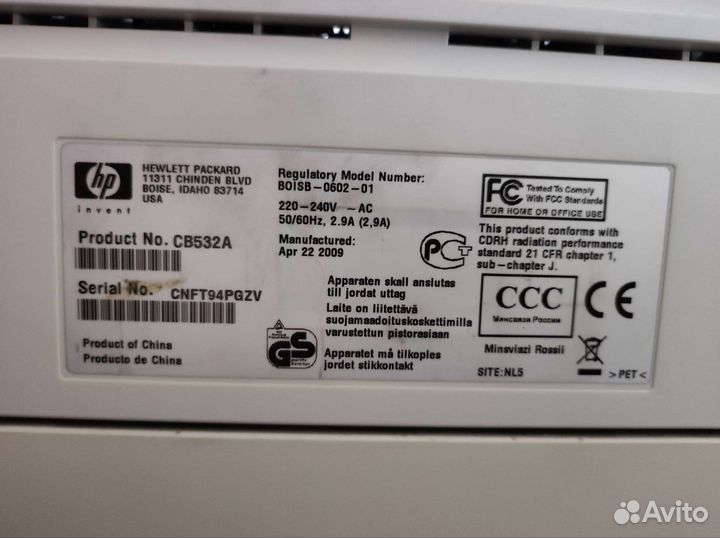 hp
invent
HEWLETT PACKARD
11311 CHINDEN BLVD
BOISE, IDAHO 83714
USA
Product No. CB532A
Serial No. CNFT94PGZV
Product of China
Producto de China
Regulatory Model Number:
BOISB-0602-01
220-240V ~ AC
50/60Hz, 2.9A (2,9A)
Manufactured:
Apr 22 2009
Apparaten skall anslutas
till jordat uttag
Laite on liitettävä
suojamaadoituskoskettimilla
varustettun pistorasiaan
Apparatet må tilkoples
jordet stikkontakt
GS
PCT
FC Tested To Comply
With FCC Standards
FOR HOME OR OFFICE USE
This product conforms with
CDRH radiation performance
standard 21 CFR chapter 1,
sub-chapter J.
CCC
Минсвязи России
CE
Minsviazi Rossii
SITE:NL5
>PET<
Avito